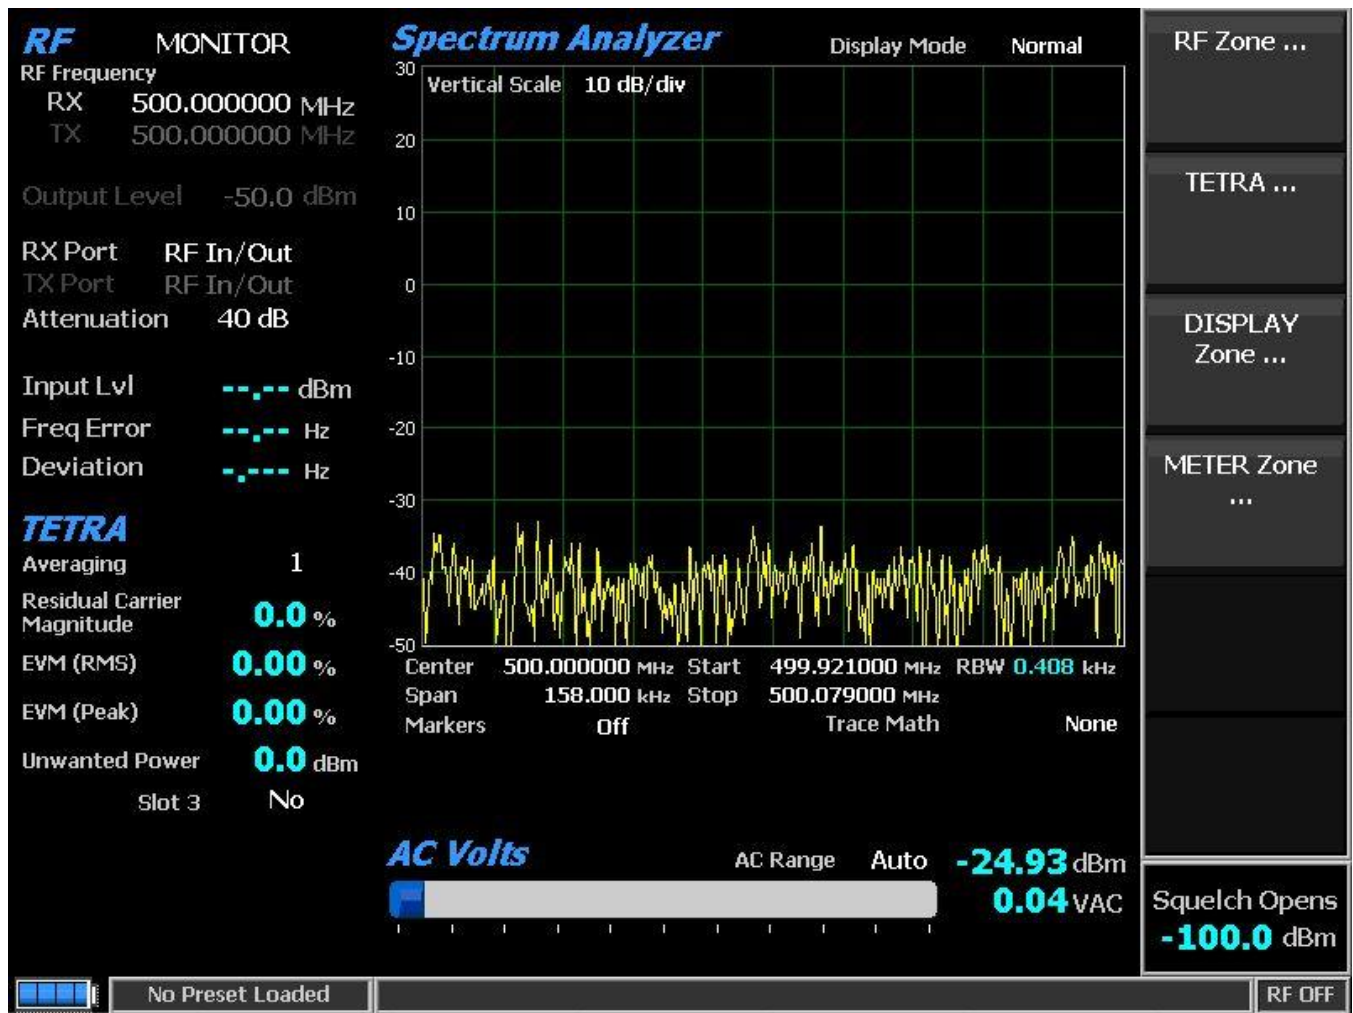 RF MONITOR
RF Frequency
RX 500.000000 MHz
TX 500.000000 MHz
Output Level -50.0 dBm
RX Port RF In/Out
TX Port RF In/Out
Attenuation 40 dB
Input Lvl --.-- dBm
Freq Error --.-- Hz
Deviation -.--- Hz
TETRA
Averaging 1
Residual Carrier
Magnitude 0.0 %
EVM (RMS) 0.00 %
EVM (Peak) 0.00 %
Unwanted Power 0.0 dBm
Slot 3 No
Spectrum Analyzer Display Mode Normal
Vertical Scale 10 dB/div
30
20
10
0
-10
-20
-30
-40
-50
Center 500.000000 MHz Start 499.921000 MHz RBW 0.408 kHz
Span 158.000 kHz Stop 500.079000 MHz
Markers Off Trace Math None
AC Volts AC Range Auto -24.93 dBm
0.04 VAC
RF Zone ...
TETRA ...
DISPLAY
Zone ...
METER Zone
...
Squelch Opens
-100.0 dBm
No Preset Loaded
RF OFF